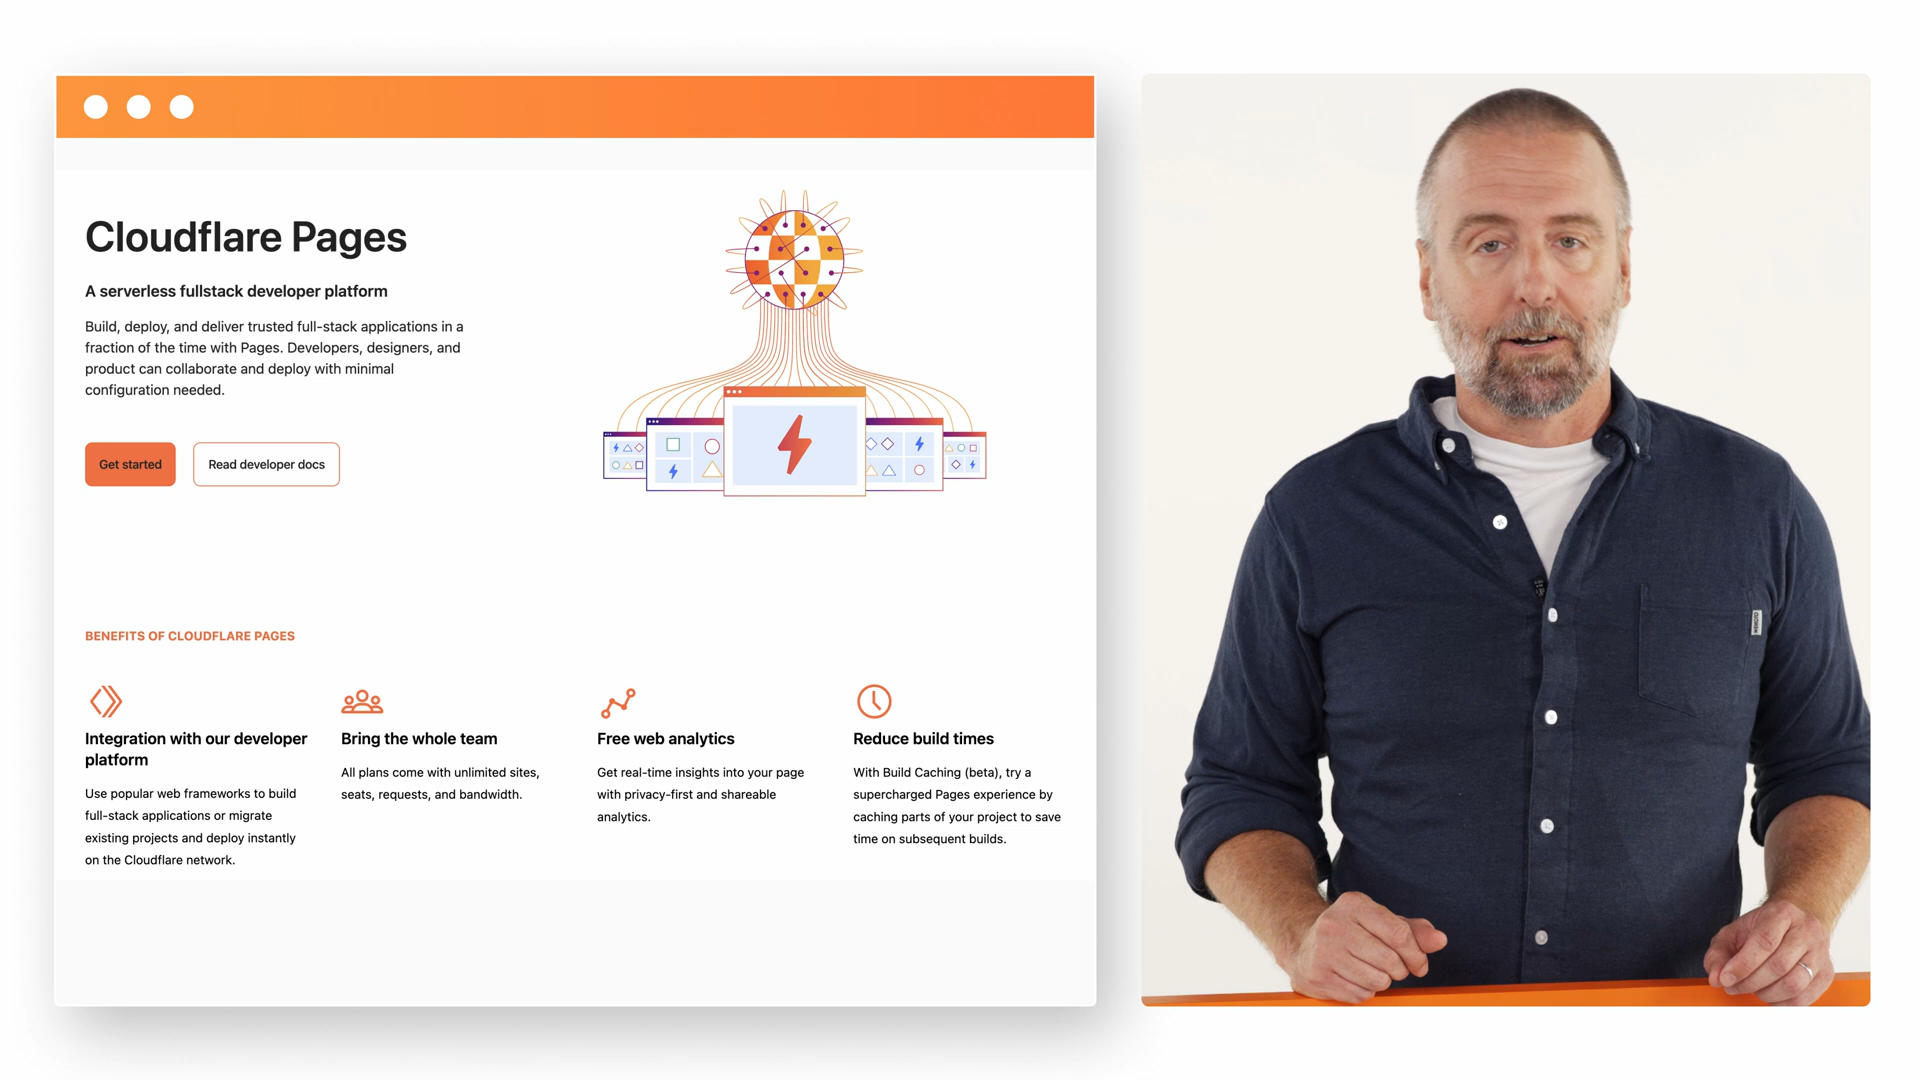 Cloudflare Pages
A serverless fullstack developer platform
Build, deploy, and deliver trusted full-stack applications in a
fraction of the time with Pages. Developers, designers, and
product can collaborate and deploy with minimal
configuration needed.
Get started
Read developer docs
BENEFITS OF CLOUDFLARE PAGES
Integration with our developer
platform
Use popular web frameworks to build
full-stack applications or migrate
existing projects and deploy instantly
on the Cloudflare network.
Bring the whole team
All plans come with unlimited sites,
seats, requests, and bandwidth.
Free web analytics
Get real-time insights into your page
with privacy-first and shareable
analytics.
Reduce build times
With Build Caching (beta), try a
supercharged Pages experience by
caching parts of your project to save
time on subsequent builds.